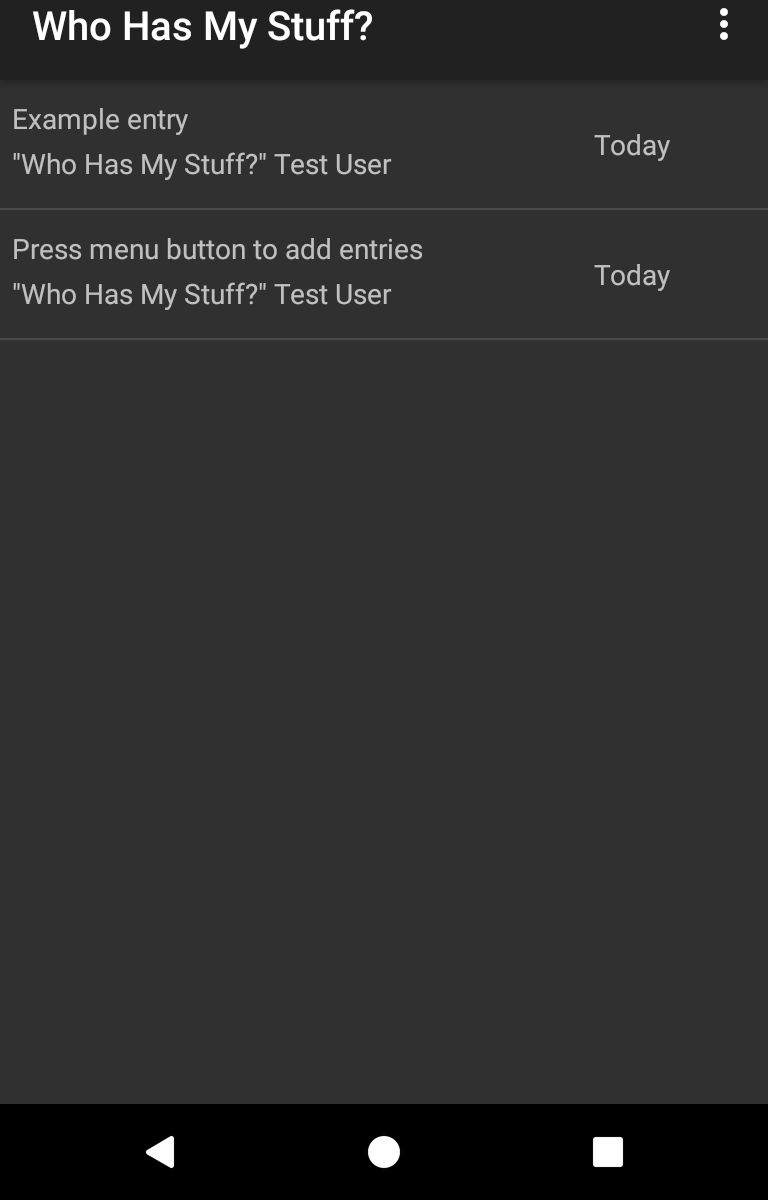 Who Has My Stuff?
Example entry
"Who Has My Stuff?" Test User
Today
Press menu button to add entries
"Who Has My Stuff?" Test User
Today